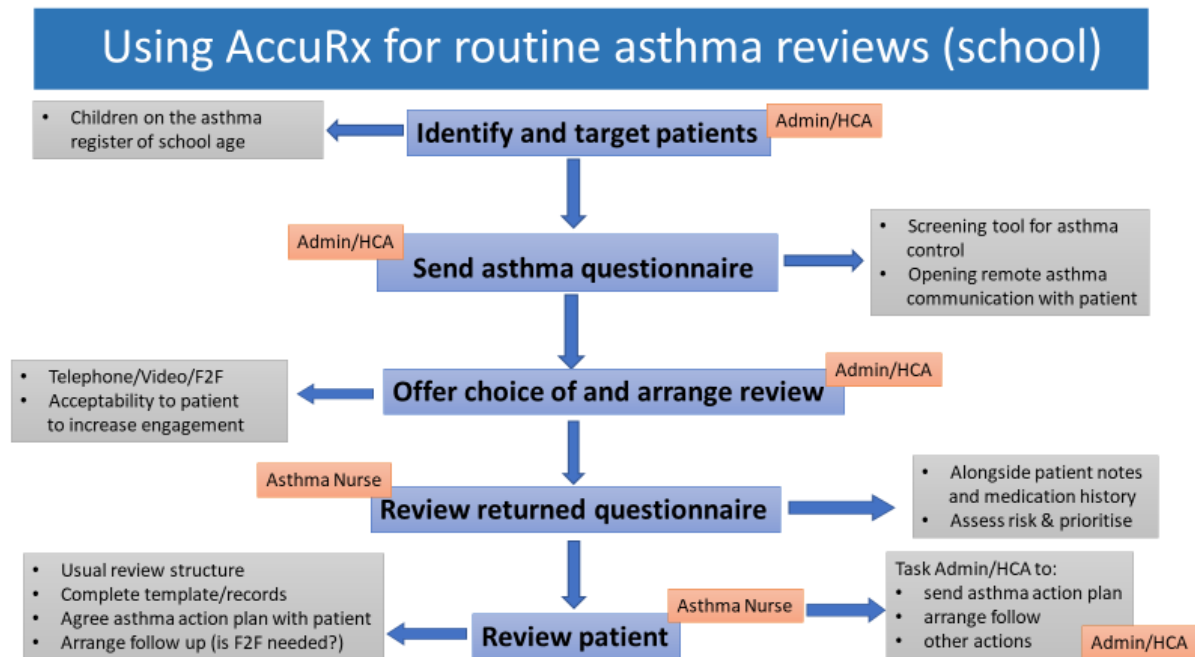 Using AccuRx for routine asthma reviews (school)
• Children on the asthma
register of school age
Identify and target patients
Admin/HCA
Admin/HCA
Send asthma questionnaire
• Screening tool for asthma
control
• Opening remote asthma
communication with patient
• Telephone/Video/F2F
• Acceptability to patient
to increase engagement
Offer choice of and arrange review
Admin/HCA
Asthma Nurse
Review returned questionnaire
• Alongside patient notes
and medication history
• Assess risk & prioritise
• Usual review structure
• Complete template/records
• Agree asthma action plan with patient
• Arrange follow up (is F2F needed?)
Review patient
Asthma Nurse
Task Admin/HCA to:
• send asthma action plan
• arrange follow
• other actions
Admin/HCA